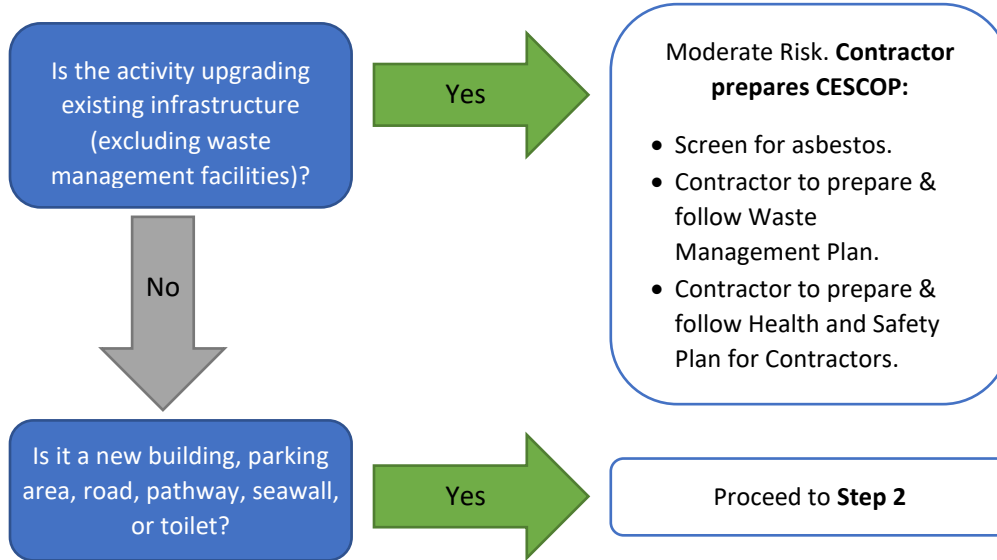 Is the activity upgrading
existing infrastructure
(excluding waste
management facilities)?
Yes
Moderate Risk. Contractor
prepares CESCOP:
• Screen for asbestos.
• Contractor to prepare &
follow Waste
Management Plan.
• Contractor to prepare &
follow Health and Safety
Plan for Contractors.
No
Is it a new building, parking
area, road, pathway, seawall,
or toilet?
Yes
Proceed to Step 2